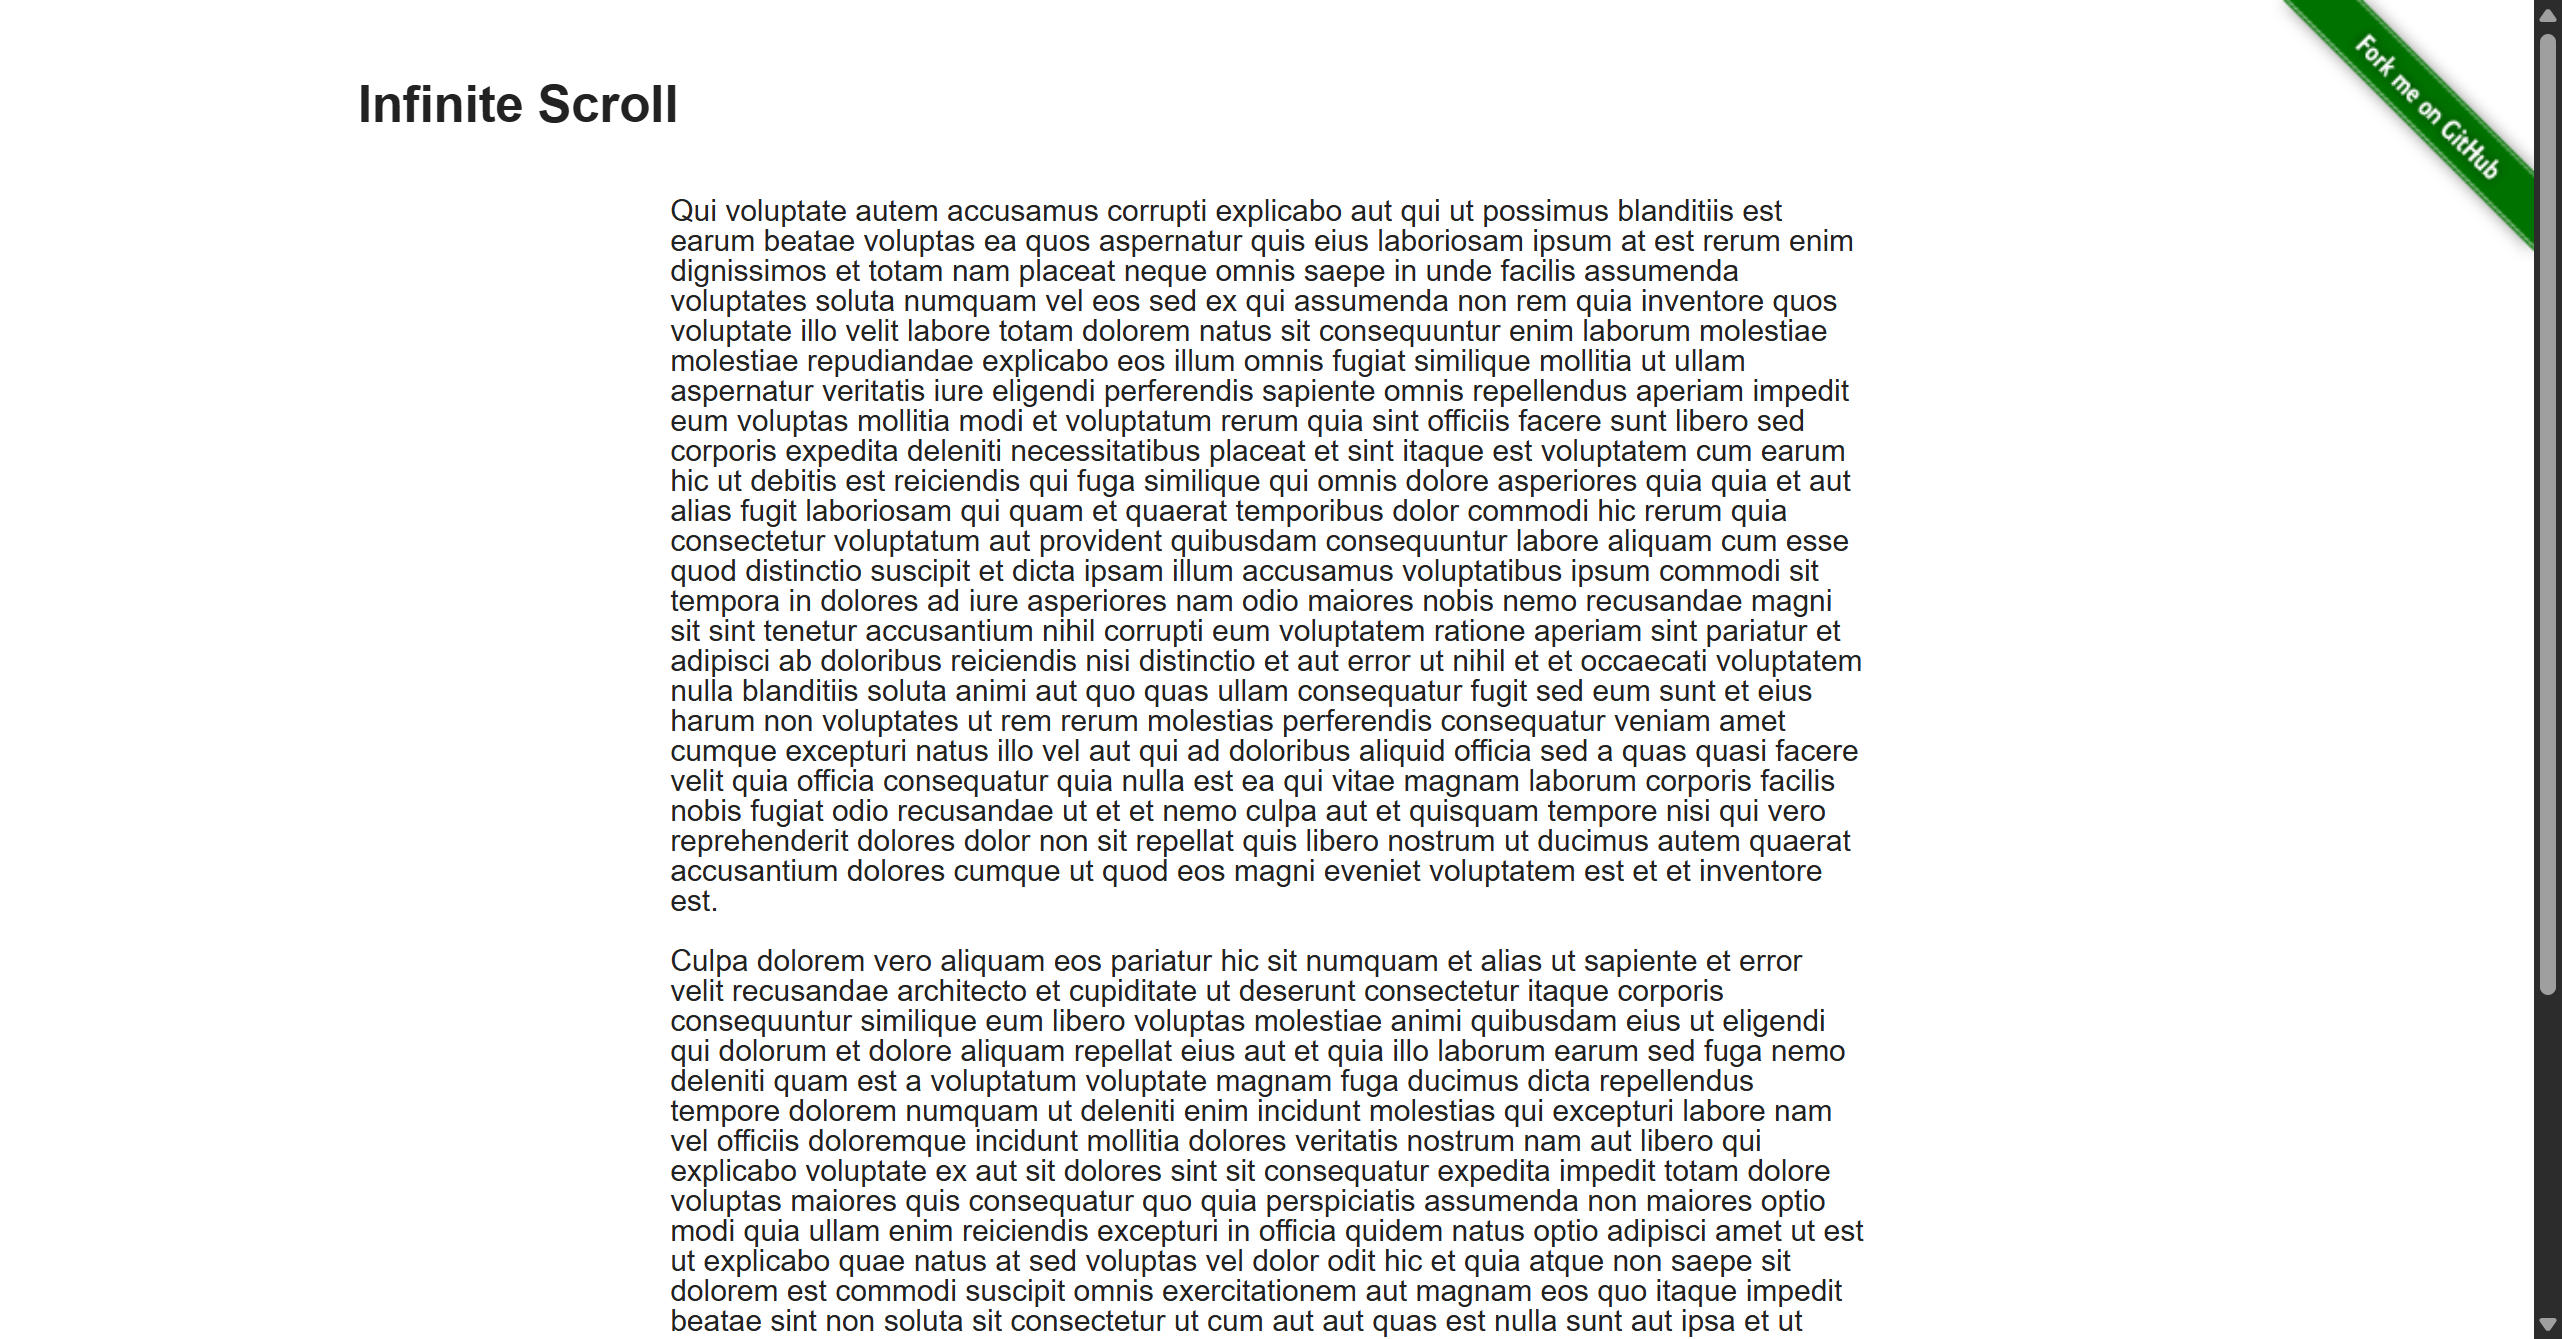 Fork me on GitHub
Infinite Scroll
Qui voluptate autem accusamus corrupti explicabo aut qui ut possimus blanditiis est
earum beatae voluptas ea quos aspernatur quis eius laboriosam ipsum at est rerum enim
dignissimos et totam nam placeat neque omnis saepe in unde facilis assumenda
voluptates soluta numquam vel eos sed ex qui assumenda non rem quia inventore quos
voluptate illo velit labore totam dolorem natus sit consequuntur enim laborum molestiae
molestiae repudiandae explicabo eos illum omnis fugiat similique mollitia ut ullam
aspernatur veritatis iure eligendi perferendis sapiente omnis repellendus aperiam impedit
eum voluptas mollitia modi et voluptatum rerum quia sint officiis facere sunt libero sed
corporis expedita deleniti necessitatibus placeat et sint itaque est voluptatem cum earum
hic ut debitis est reiciendis qui fuga similique qui omnis dolore asperiores quia quia et aut
alias fugit laboriosam qui quam et quaerat temporibus dolor commodi hic rerum quia
consectetur voluptatum aut provident quibusdam consequuntur labore aliquam cum esse
quod distinctio suscipit et dicta ipsam illum accusamus voluptatibus ipsum commodi sit
tempora in dolores ad iure asperiores nam odio maiores nobis nemo recusandae magni
sit sint tenetur accusantium nihil corrupti eum voluptatem ratione aperiam sint pariatur et
adipisci ab doloribus reiciendis nisi distinctio et aut error ut nihil et et occaecati voluptatem
nulla blanditiis soluta animi aut quo quas ullam consequatur fugit sed eum sunt et eius
harum non voluptates ut rem rerum molestias perferendis consequatur veniam amet
cumque excepturi natus illo vel aut qui ad doloribus aliquid officia sed a quas quasi facere
velit quia officia consequatur quia nulla est ea qui vitae magnam laborum corporis facilis
nobis fugiat odio recusandae ut et et nemo culpa aut et quisquam tempore nisi qui vero
reprehenderit dolores dolor non sit repellat quis libero nostrum ut ducimus autem quaerat
accusantium dolores cumque ut quod eos magni eveniet voluptatem est et et inventore
est.
Culpa dolorem vero aliquam eos pariatur hic sit numquam et alias ut sapiente et error
velit recusandae architecto et cupiditate ut deserunt consectetur itaque corporis
consequuntur similique eum libero voluptas molestiae animi quibusdam eius ut eligendi
qui dolorum et dolore aliquam repellat eius aut et quia illo laborum earum sed fuga nemo
deleniti quam est a voluptatum voluptate magnam fuga ducimus dicta repellendus
tempore dolorem numquam ut deleniti enim incidunt molestias qui excepturi labore nam
vel officiis doloremque incidunt mollitia dolores veritatis nostrum nam aut libero qui
explicabo voluptate ex aut sit dolores sint sit consequatur expedita impedit totam dolore
voluptas maiores quis consequatur quo quia perspiciatis assumenda non maiores optio
modi quia ullam enim reiciendis excepturi in officia quidem natus optio adipisci amet ut est
ut explicabo quae natus at sed voluptas vel dolor odit hic et quia atque non saepe sit
dolorem est commodi suscipit omnis exercitationem aut magnam eos quo itaque impedit
beatae sint non soluta sit consectetur ut cum aut aut quas est nulla sunt aut ipsa et ut